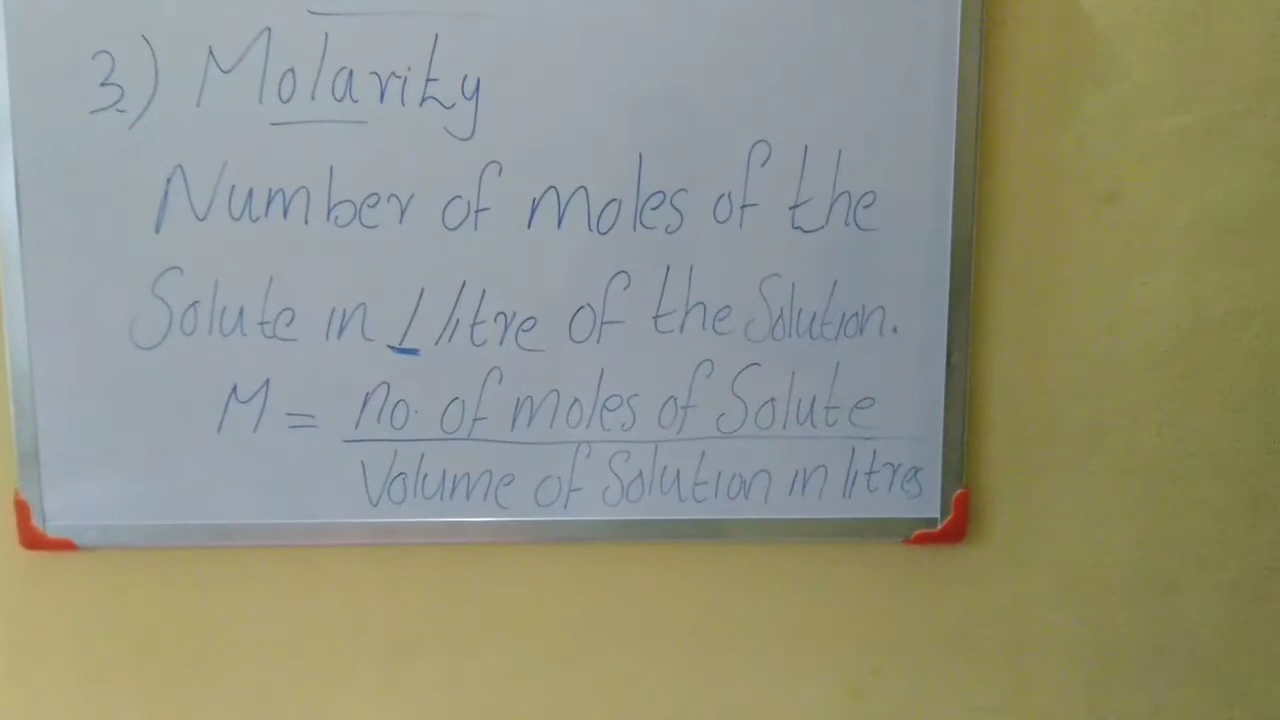 3.) Molarity
Number of moles of the
Solute in 1 litre of the Solution.
M = no. of moles of Solute
Volume of Solution in litres